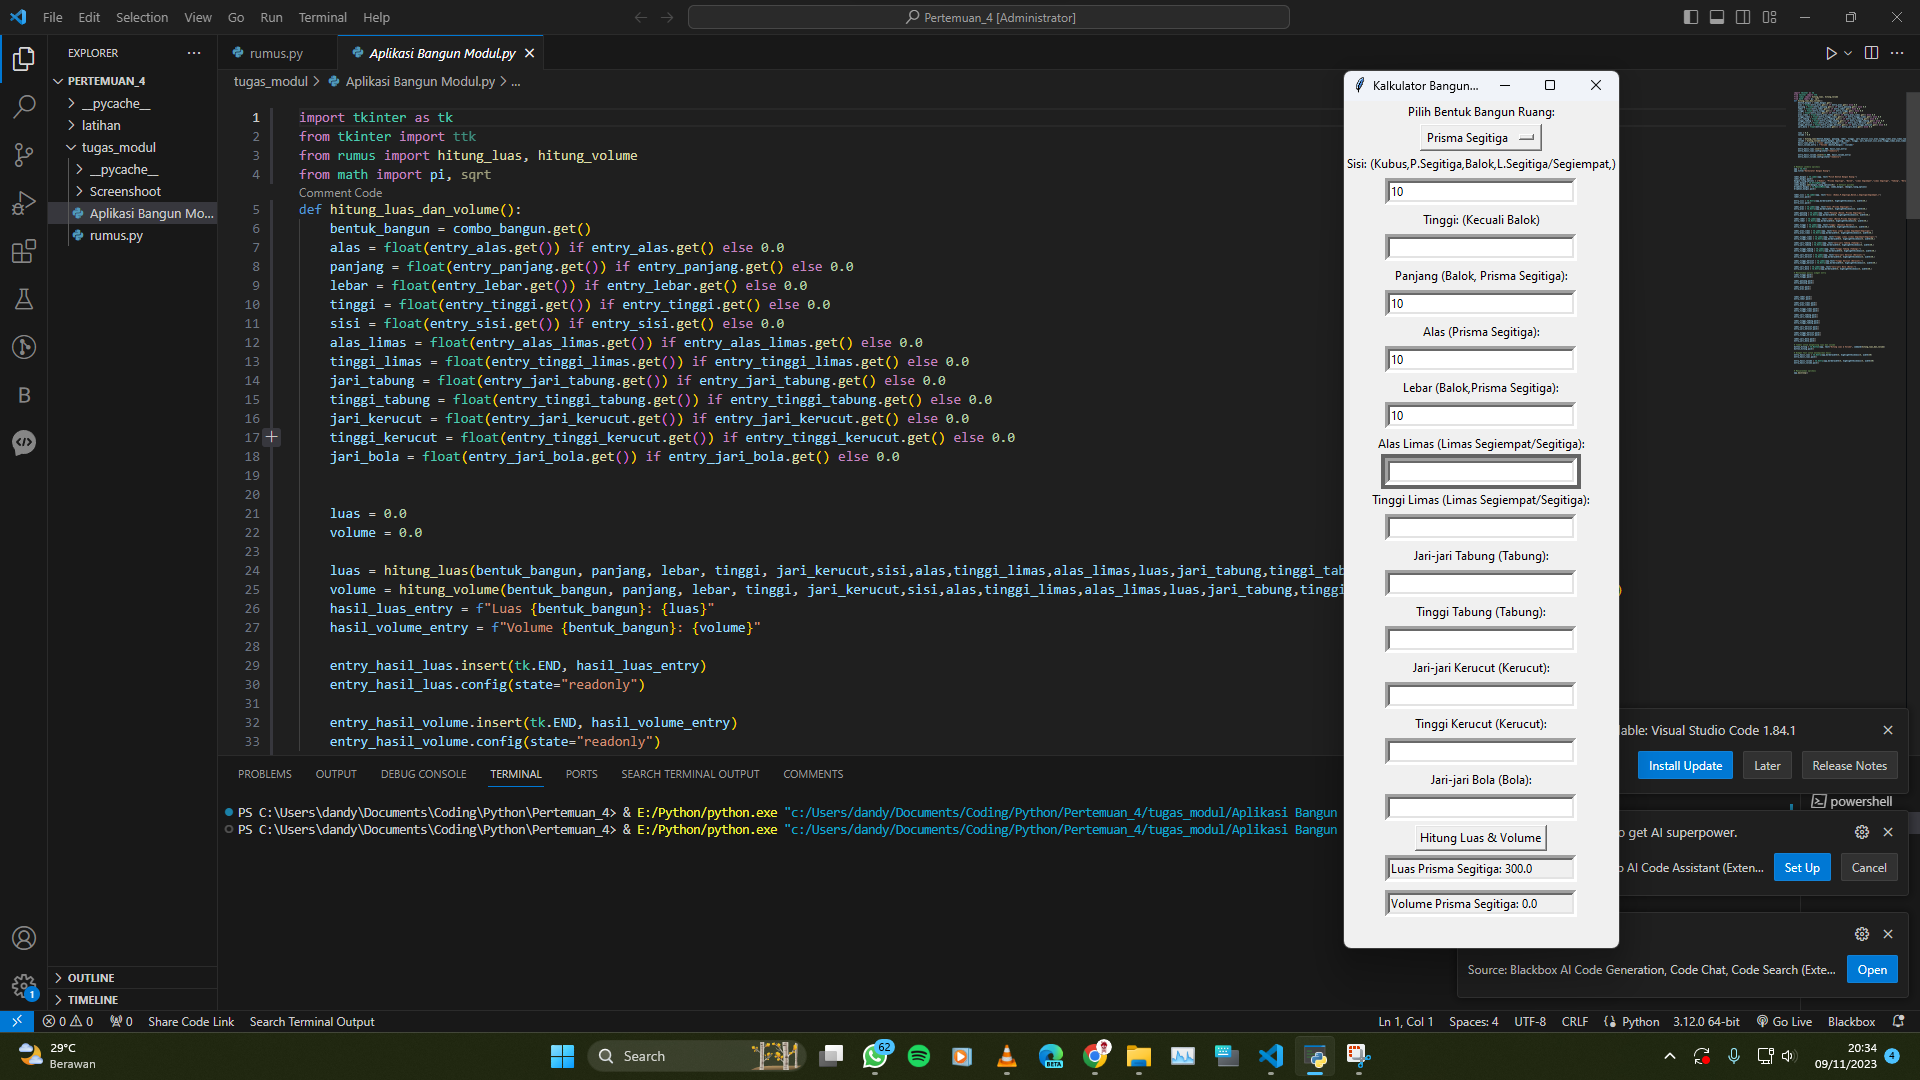 File Edit Selection View Go Run Terminal Help
Pertemuan_4 [Administrator]
EXPLORER
PERTEMUAN_4
__pycache__
latihan
tugas_modul
__pycache__
Screenshoot
Aplikasi Bangun Mo...
rumus.py
OUTLINE
TIMELINE
rumus.py
Aplikasi Bangun Modul.py
tugas_modul > Aplikasi Bangun Modul.py > ...
1 import tkinter as tk
2 from tkinter import ttk
3 from rumus import hitung_luas, hitung_volume
4 from math import pi, sqrt
Comment Code
5 def hitung_luas_dan_volume():
6 bentuk_bangun = combo_bangun.get()
7 alas = float(entry_alas.get()) if entry_alas.get() else 0.0
8 panjang = float(entry_panjang.get()) if entry_panjang.get() else 0.0
9 lebar = float(entry_lebar.get()) if entry_lebar.get() else 0.0
10 tinggi = float(entry_tinggi.get()) if entry_tinggi.get() else 0.0
11 sisi = float(entry_sisi.get()) if entry_sisi.get() else 0.0
12 alas_limas = float(entry_alas_limas.get()) if entry_alas_limas.get() else 0.0
13 tinggi_limas = float(entry_tinggi_limas.get()) if entry_tinggi_limas.get() else 0.0
14 jari_tabung = float(entry_jari_tabung.get()) if entry_jari_tabung.get() else 0.0
15 tinggi_tabung = float(entry_tinggi_tabung.get()) if entry_tinggi_tabung.get() else 0.0
16 jari_kerucut = float(entry_jari_kerucut.get()) if entry_jari_kerucut.get() else 0.0
17 tinggi_kerucut = float(entry_tinggi_kerucut.get()) if entry_tinggi_kerucut.get() else 0.0
18 jari_bola = float(entry_jari_bola.get()) if entry_jari_bola.get() else 0.0
19
20
21 luas = 0.0
22 volume = 0.0
23
24 luas = hitung_luas(bentuk_bangun, panjang, lebar, tinggi, jari_kerucut,sisi,alas,tinggi_limas,alas_limas,luas,jari_tabung,tinggi_tab
25 volume = hitung_volume(bentuk_bangun, panjang, lebar, tinggi, jari_kerucut,sisi,alas,tinggi_limas,alas_limas,luas,jari_tabung,tinggi )
26 hasil_luas_entry = f"Luas {bentuk_bangun}: {luas}"
27 hasil_volume_entry = f"Volume {bentuk_bangun}: {volume}"
28
29 entry_hasil_luas.insert(tk.END, hasil_luas_entry)
30 entry_hasil_luas.config(state="readonly")
31
32 entry_hasil_volume.insert(tk.END, hasil_volume_entry)
33 entry_hasil_volume.config(state="readonly")
PROBLEMS OUTPUT DEBUG CONSOLE TERMINAL PORTS SEARCH TERMINAL OUTPUT COMMENTS
PS C:\Users\dandy\Documents\Coding\Python\Pertemuan_4> & E:/Python/python.exe "c:/Users/dandy/Documents/Coding/Python/Pertemuan_4/tugas_modul/Aplikasi Bangun
PS C:\Users\dandy\Documents\Coding\Python\Pertemuan_4> & E:/Python/python.exe "c:/Users/dandy/Documents/Coding/Python/Pertemuan_4/tugas_modul/Aplikasi Bangun
Kalkulator Bangun...
Pilih Bentuk Bangun Ruang:
Prisma Segitiga
Sisi: (Kubus,P.Segitiga,Balok,L.Segitiga/Segiempat,)
10
Tinggi: (Kecuali Balok)
Panjang (Balok, Prisma Segitiga):
10
Alas (Prisma Segitiga):
10
Lebar (Balok,Prisma Segitiga):
10
Alas Limas (Limas Segiempat/Segitiga):
Tinggi Limas (Limas Segiempat/Segitiga):
Jari-jari Tabung (Tabung):
Tinggi Tabung (Tabung):
Jari-jari Kerucut (Kerucut):
Tinggi Kerucut (Kerucut):
Jari-jari Bola (Bola):
Hitung Luas & Volume
Luas Prisma Segitiga: 300.0
Volume Prisma Segitiga: 0.0
lable: Visual Studio Code 1.84.1
Install Update Later Release Notes
powershell
o get AI superpower.
o AI Code Assistant (Exten... Set Up Cancel
Source: Blackbox AI Code Generation, Code Chat, Code Search (Exte... Open
1
0 0 0 Share Code Link Search Terminal Output
Ln 1, Col 1 Spaces: 4 UTF-8 CRLF Python 3.12.0 64-bit Go Live Blackbox
29°C
Berawan
Search
62
BETA
20:34
09/11/2023
4